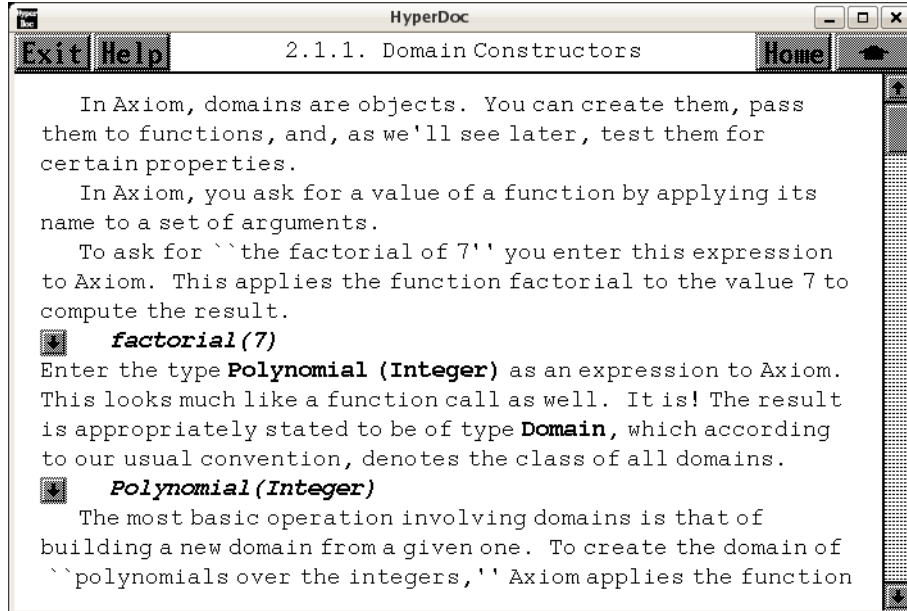 Hyper Doc
HyperDoc
Exit Help
2.1.1. Domain Constructors
Home
In Axiom, domains are objects. You can create them, pass
them to functions, and, as we'll see later, test them for
certain properties.
In Axiom, you ask for a value of a function by applying its
name to a set of arguments.
To ask for ``the factorial of 7'' you enter this expression
to Axiom. This applies the function factorial to the value 7 to
compute the result.
factorial(7)
Enter the type Polynomial (Integer) as an expression to Axiom.
This looks much like a function call as well. It is! The result
is appropriately stated to be of type Domain, which according
to our usual convention, denotes the class of all domains.
Polynomial(Integer)
The most basic operation involving domains is that of
building a new domain from a given one. To create the domain of
``polynomials over the integers,'' Axiom applies the function